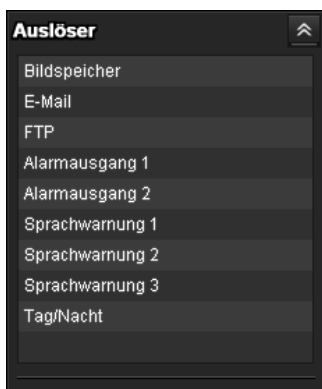 Auslöser
Bildspeicher
E-Mail
FTP
Alarmausgang 1
Alarmausgang 2
Sprachwarnung 1
Sprachwarnung 2
Sprachwarnung 3
Tag/Nacht